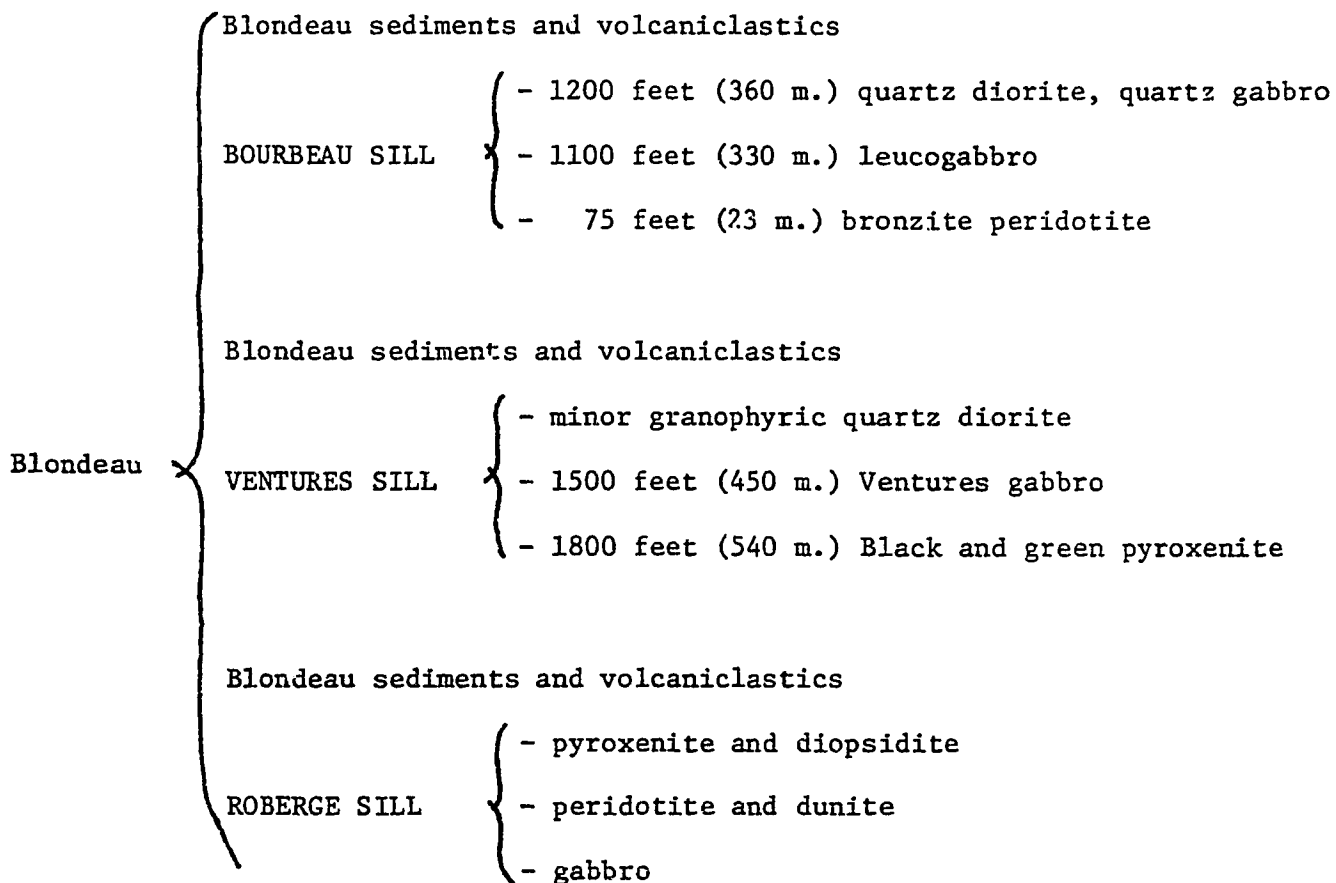 Blondeau sediments and volcaniclastics
- 1200 feet (360 m.) quartz diorite, quartz gabbro
BOURBEAU SILL - 1100 feet (330 m.) leucogabbro
- 75 feet (23 m.) bronzite peridotite
Blondeau sediments and volcaniclastics
- minor granophyric quartz diorite
Blondeau VENTURES SILL - 1500 feet (450 m.) Ventures gabbro
- 1800 feet (540 m.) Black and green pyroxenite
Blondeau sediments and volcaniclastics
- pyroxenite and diopsidite
ROBERGE SILL - peridotite and dunite
- gabbro